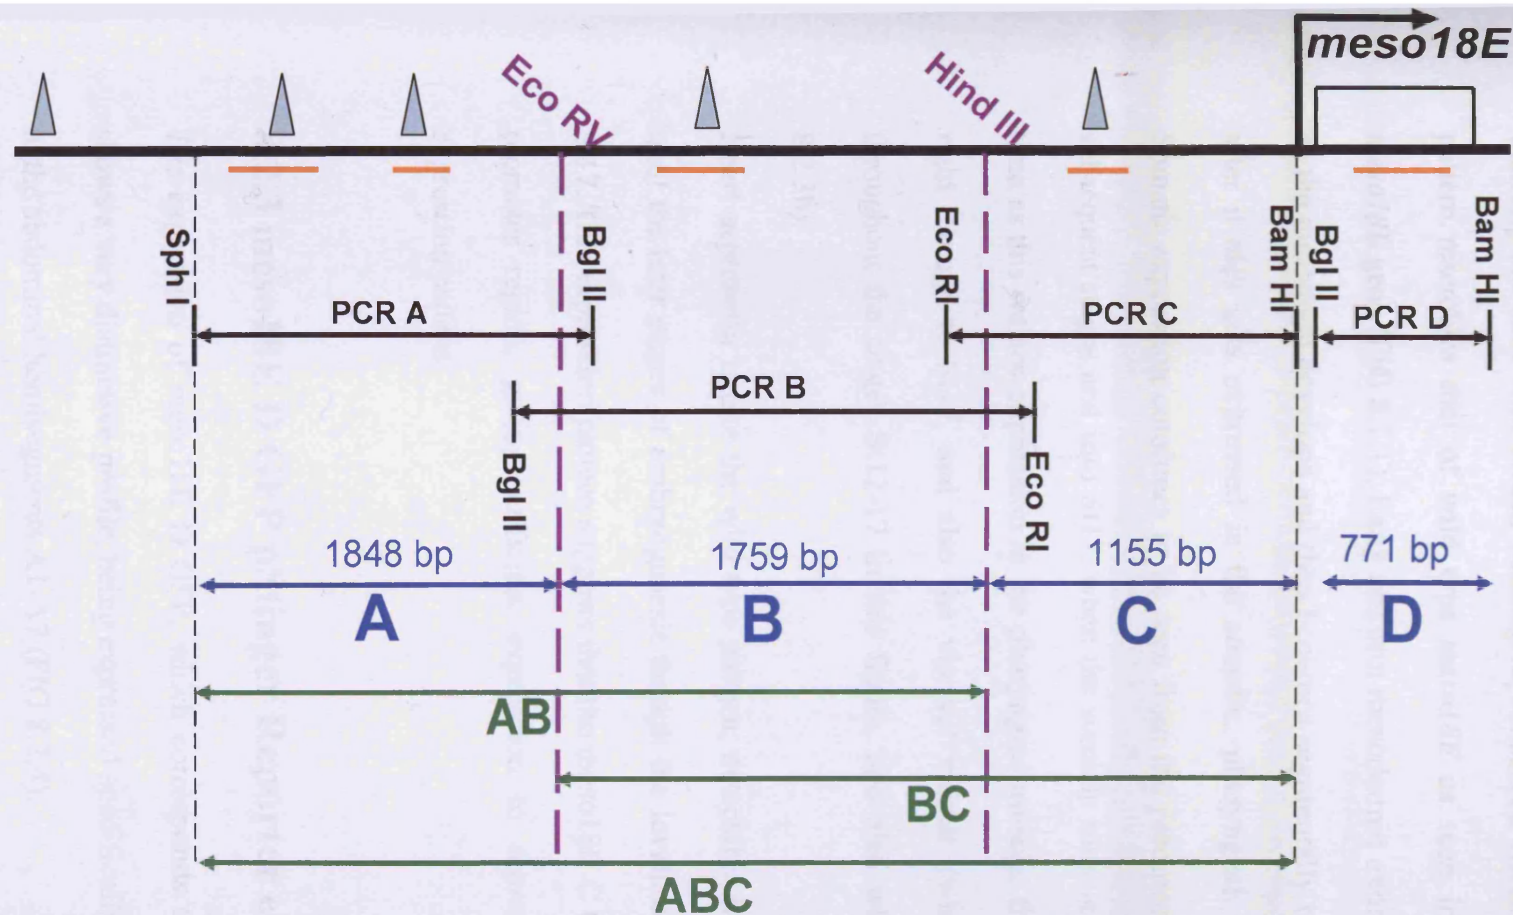 meso18E
Eco RV
Hind III
Sph I
Bgl II
Eco RI
Bam HI
Bgl II
Bam HI
PCR A
PCR C
PCR D
PCR B
Bgl II
Eco RI
1848 bp
1759 bp
1155 bp
771 bp
A
B
C
D
AB
BC
ABC